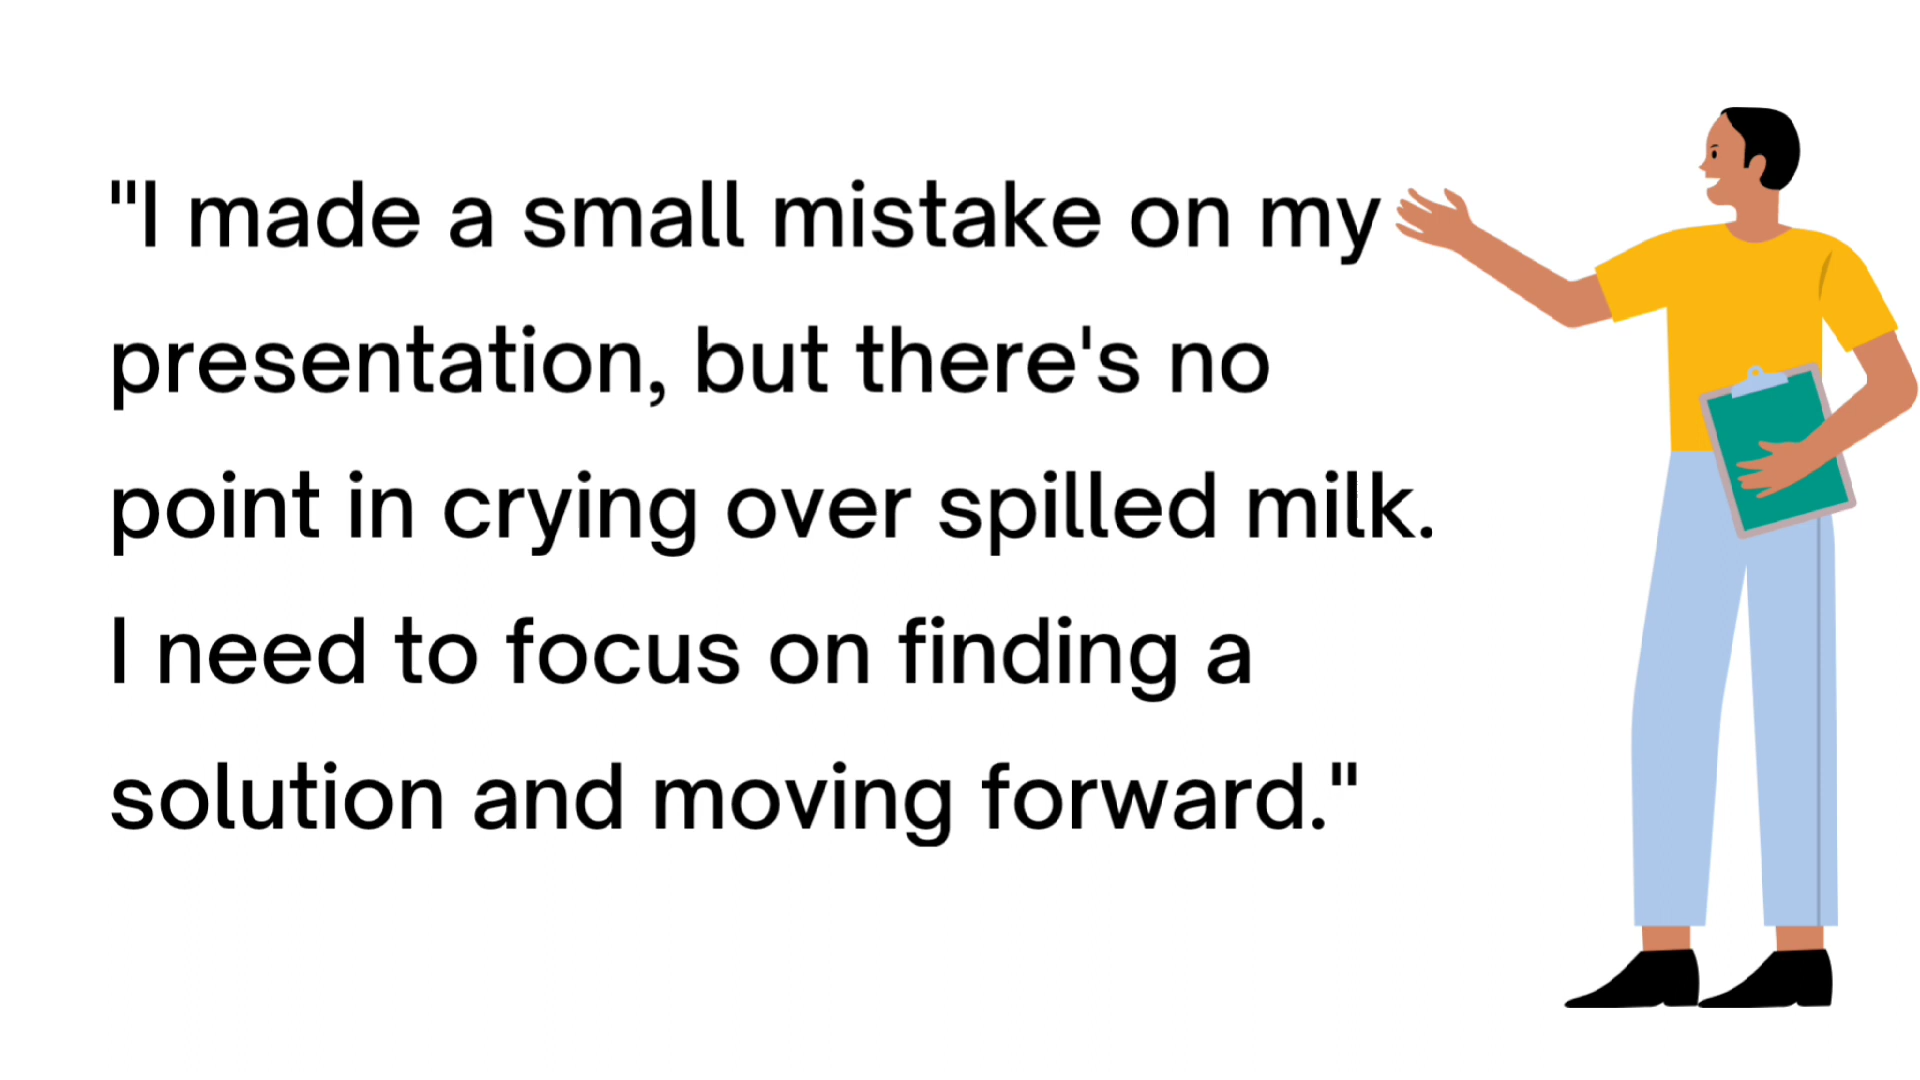 "I made a small mistake on my
presentation, but there's no
point in crying over spilled milk.
I need to focus on finding a
solution and moving forward."